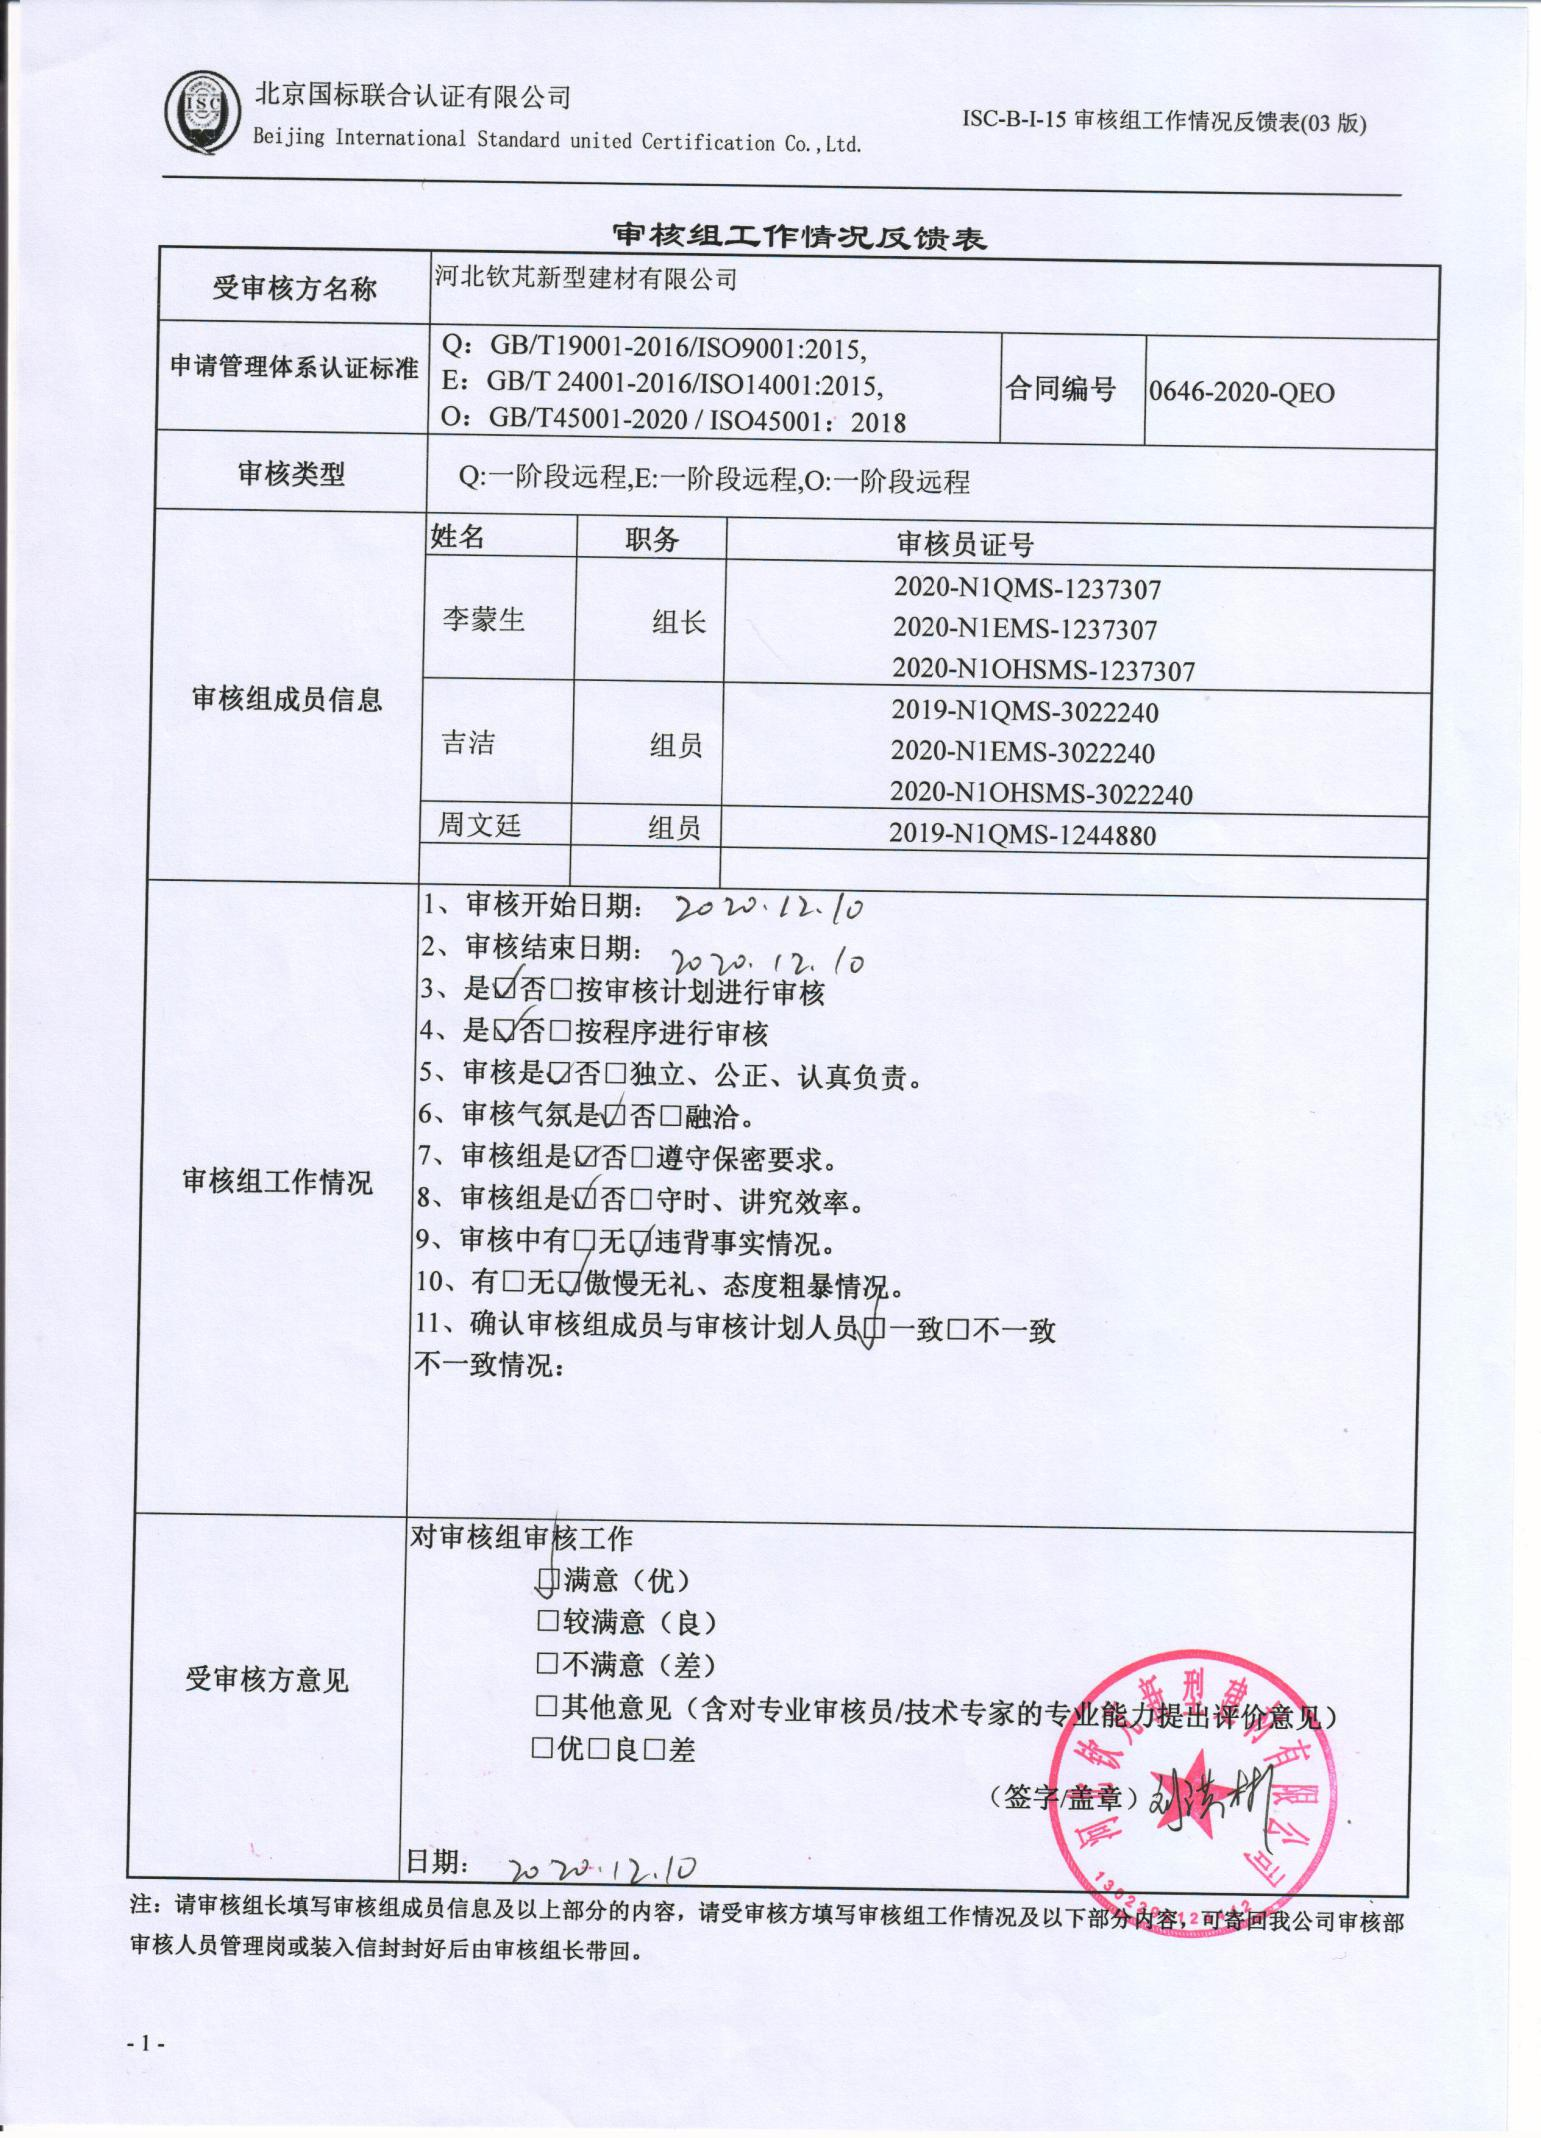 ISC
北京国标联合认证有限公司
Beijing International Standard united Certification Co.,Ltd.
ISC-B-I-15 审核组工作情况反馈表(03 版)
审核组工作情况反馈表
受审核方名称 河北钦芃新型建材有限公司
申请管理体系认证标准
Q：GB/T19001-2016/ISO9001:2015,
E：GB/T 24001-2016/ISO14001:2015,
O：GB/T45001-2020 / ISO45001：2018
合同编号 0646-2020-QEO
审核类型 Q:一阶段远程,E:一阶段远程,O:一阶段远程
审核组成员信息
姓名 职务 审核员证号
李蒙生 组长
2020-N1QMS-1237307
2020-N1EMS-1237307
2020-N1OHSMS-1237307
吉洁 组员
2019-N1QMS-3022240
2020-N1EMS-3022240
2020-N1OHSMS-3022240
周文廷 组员 2019-N1QMS-1244880
审核组工作情况
1、审核开始日期： 2020.12.10
2、审核结束日期： 2020.12.10
3、是☑否□按审核计划进行审核
4、是☑否□按程序进行审核
5、审核是☑否□独立、公正、认真负责。
6、审核气氛是☑否□融洽。
7、审核组是☑否□遵守保密要求。
8、审核组是☑否□守时、讲究效率。
9、审核中有□无☑违背事实情况。
10、有□无☑傲慢无礼、态度粗暴情况。
11、确认审核组成员与审核计划人员☑一致□不一致
不一致情况：
受审核方意见
对审核组审核工作
☑满意（优）
□较满意（良）
□不满意（差）
□其他意见（含对专业审核员/技术专家的专业能力提出评价意见）
□优□良□差
（签字/盖章）
河北钦芃新型建材有限公司
日期： 2020.12.10
注：请审核组长填写审核组成员信息及以上部分的内容，请受审核方填写审核组工作情况及以下部分内容，可寄回我公司审核部
审核人员管理岗或装入信封封好后由审核组长带回。
- 1 -